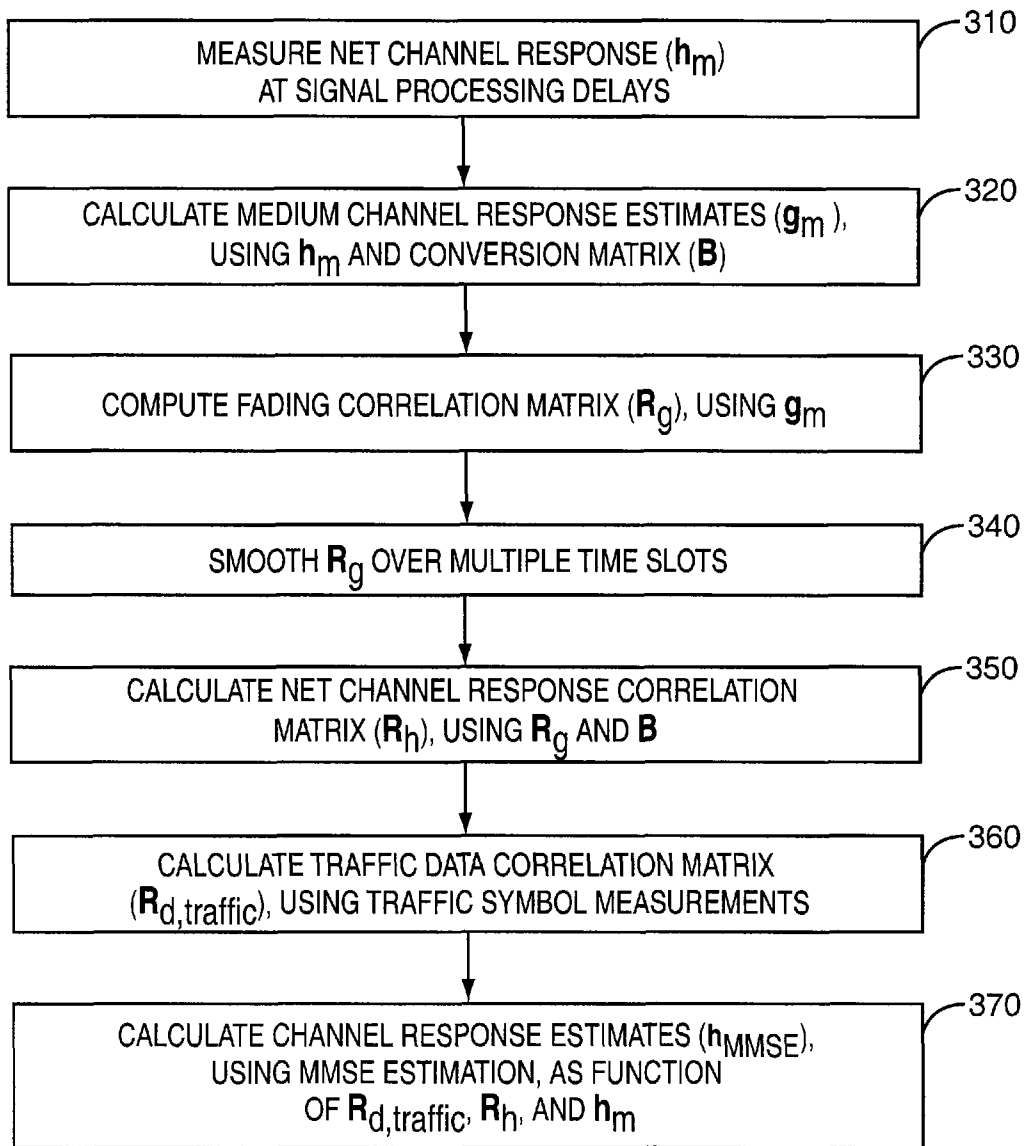 310
MEASURE NET CHANNEL RESPONSE (hm)
AT SIGNAL PROCESSING DELAYS
320
CALCULATE MEDIUM CHANNEL RESPONSE ESTIMATES (gm),
USING hm AND CONVERSION MATRIX (B)
330
COMPUTE FADING CORRELATION MATRIX (Rg), USING gm
340
SMOOTH Rg OVER MULTIPLE TIME SLOTS
350
CALCULATE NET CHANNEL RESPONSE CORRELATION
MATRIX (Rh), USING Rg AND B
360
CALCULATE TRAFFIC DATA CORRELATION MATRIX
(Rd,traffic), USING TRAFFIC SYMBOL MEASUREMENTS
370
CALCULATE CHANNEL RESPONSE ESTIMATES (hMMSE),
USING MMSE ESTIMATION, AS FUNCTION
OF Rd,traffic, Rh, AND hm